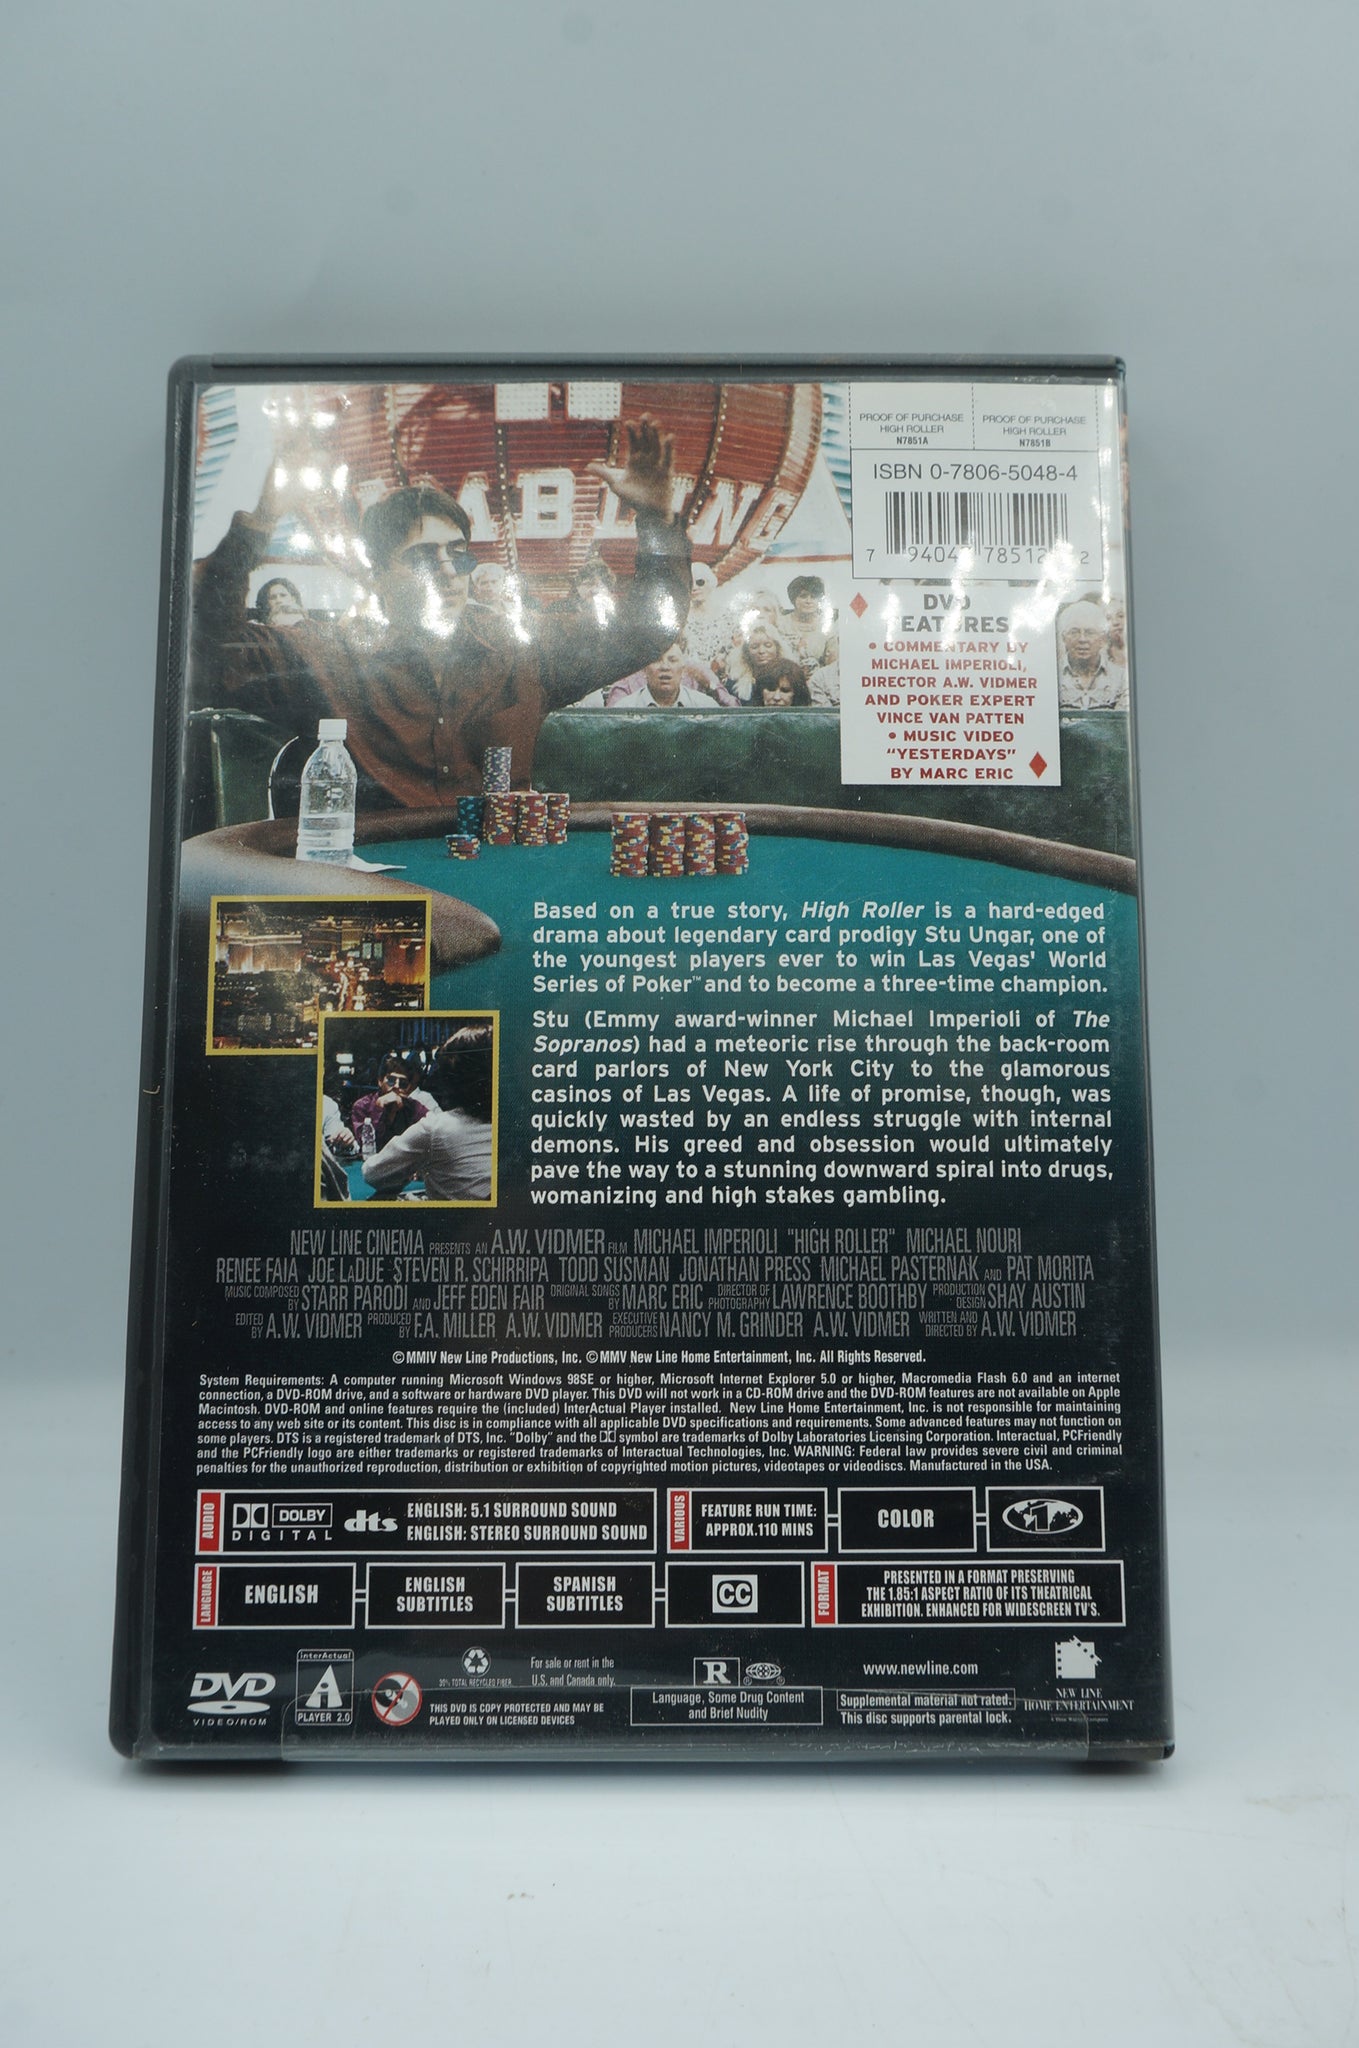 PROOF OF PURCHASE
HIGH ROLLER
N7851A
PROOF OF PURCHASE
HIGH ROLLER
N7851B
ISBN 0-7806-5048-4
7 94043 78512 2
ABLING
DVD
FEATURES
• COMMENTARY BY
MICHAEL IMPERIOLI,
DIRECTOR A.W. VIDMER
AND POKER EXPERT
VINCE VAN PATTEN
• MUSIC VIDEO
“YESTERDAYS”
BY MARC ERIC
Based on a true story, High Roller is a hard-edged
drama about legendary card prodigy Stu Ungar, one of
the youngest players ever to win Las Vegas' World
Series of Poker™ and to become a three-time champion.
Stu (Emmy award-winner Michael Imperioli of The
Sopranos) had a meteoric rise through the back-room
card parlors of New York City to the glamorous
casinos of Las Vegas. A life of promise, though, was
quickly wasted by an endless struggle with internal
demons. His greed and obsession would ultimately
pave the way to a stunning downward spiral into drugs,
womanizing and high stakes gambling.
NEW LINE CINEMA PRESENTS AN A.W. VIDMER FILM MICHAEL IMPERIOLI "HIGH ROLLER" MICHAEL NOURI
RENEE FAIA JOE LaDUE STEVEN R. SCHIRRIPA TODD SUSMAN JONATHAN PRESS MICHAEL PASTERNAK AND PAT MORITA
MUSIC COMPOSED BY STARR PARODI AND JEFF EDEN FAIR ORIGINAL SONGS BY MARC ERIC DIRECTOR OF PHOTOGRAPHY LAWRENCE BOOTHBY PRODUCTION DESIGN SHAY AUSTIN
EDITED BY A.W. VIDMER PRODUCED BY F.A. MILLER A.W. VIDMER EXECUTIVE PRODUCERS NANCY M. GRINDER A.W. VIDMER WRITTEN AND DIRECTED BY A.W. VIDMER
©MMIV New Line Productions, Inc. ©MMV New Line Home Entertainment, Inc. All Rights Reserved.
System Requirements: A computer running Microsoft Windows 98SE or higher, Microsoft Internet Explorer 5.0 or higher, Macromedia Flash 6.0 and an internet
connection, a DVD-ROM drive, and a software or hardware DVD player. This DVD will not work in a CD-ROM drive and the DVD-ROM features are not available on Apple
Macintosh. DVD-ROM and online features require the (included) InterActual Player installed. New Line Home Entertainment, Inc. is not responsible for maintaining
access to any web site or its content. This disc is in compliance with all applicable DVD specifications and requirements. Some advanced features may not function on
some players. DTS is a registered trademark of DTS, Inc. "Dolby" and the DD symbol are trademarks of Dolby Laboratories Licensing Corporation. Interactual, PCFriendly
and the PCFriendly logo are either trademarks or registered trademarks of Interactual Technologies, Inc. WARNING: Federal law provides severe civil and criminal
penalties for the unauthorized reproduction, distribution or exhibition of copyrighted motion pictures, videotapes or videodiscs. Manufactured in the USA.
AUDIO
DOLBY
DIGITAL
dts
ENGLISH: 5.1 SURROUND SOUND
ENGLISH: STEREO SURROUND SOUND
VARIOUS
FEATURE RUN TIME:
APPROX.110 MINS
COLOR
1
LANGUAGE
ENGLISH
ENGLISH
SUBTITLES
SPANISH
SUBTITLES
CC
FORMAT
PRESENTED IN A FORMAT PRESERVING
THE 1.85:1 ASPECT RATIO OF ITS THEATRICAL
EXHIBITION. ENHANCED FOR WIDESCREEN TV'S.
DVD
VIDEO/ROM
interActual
PLAYER 2.0
30% TOTAL RECYCLED FIBER
For sale or rent in the
U.S. and Canada only.
THIS DVD IS COPY PROTECTED AND MAY BE
PLAYED ONLY ON LICENSED DEVICES
R
Language, Some Drug Content
and Brief Nudity
www.newline.com
Supplemental material not rated.
This disc supports parental lock.
NEW LINE
HOME ENTERTAINMENT